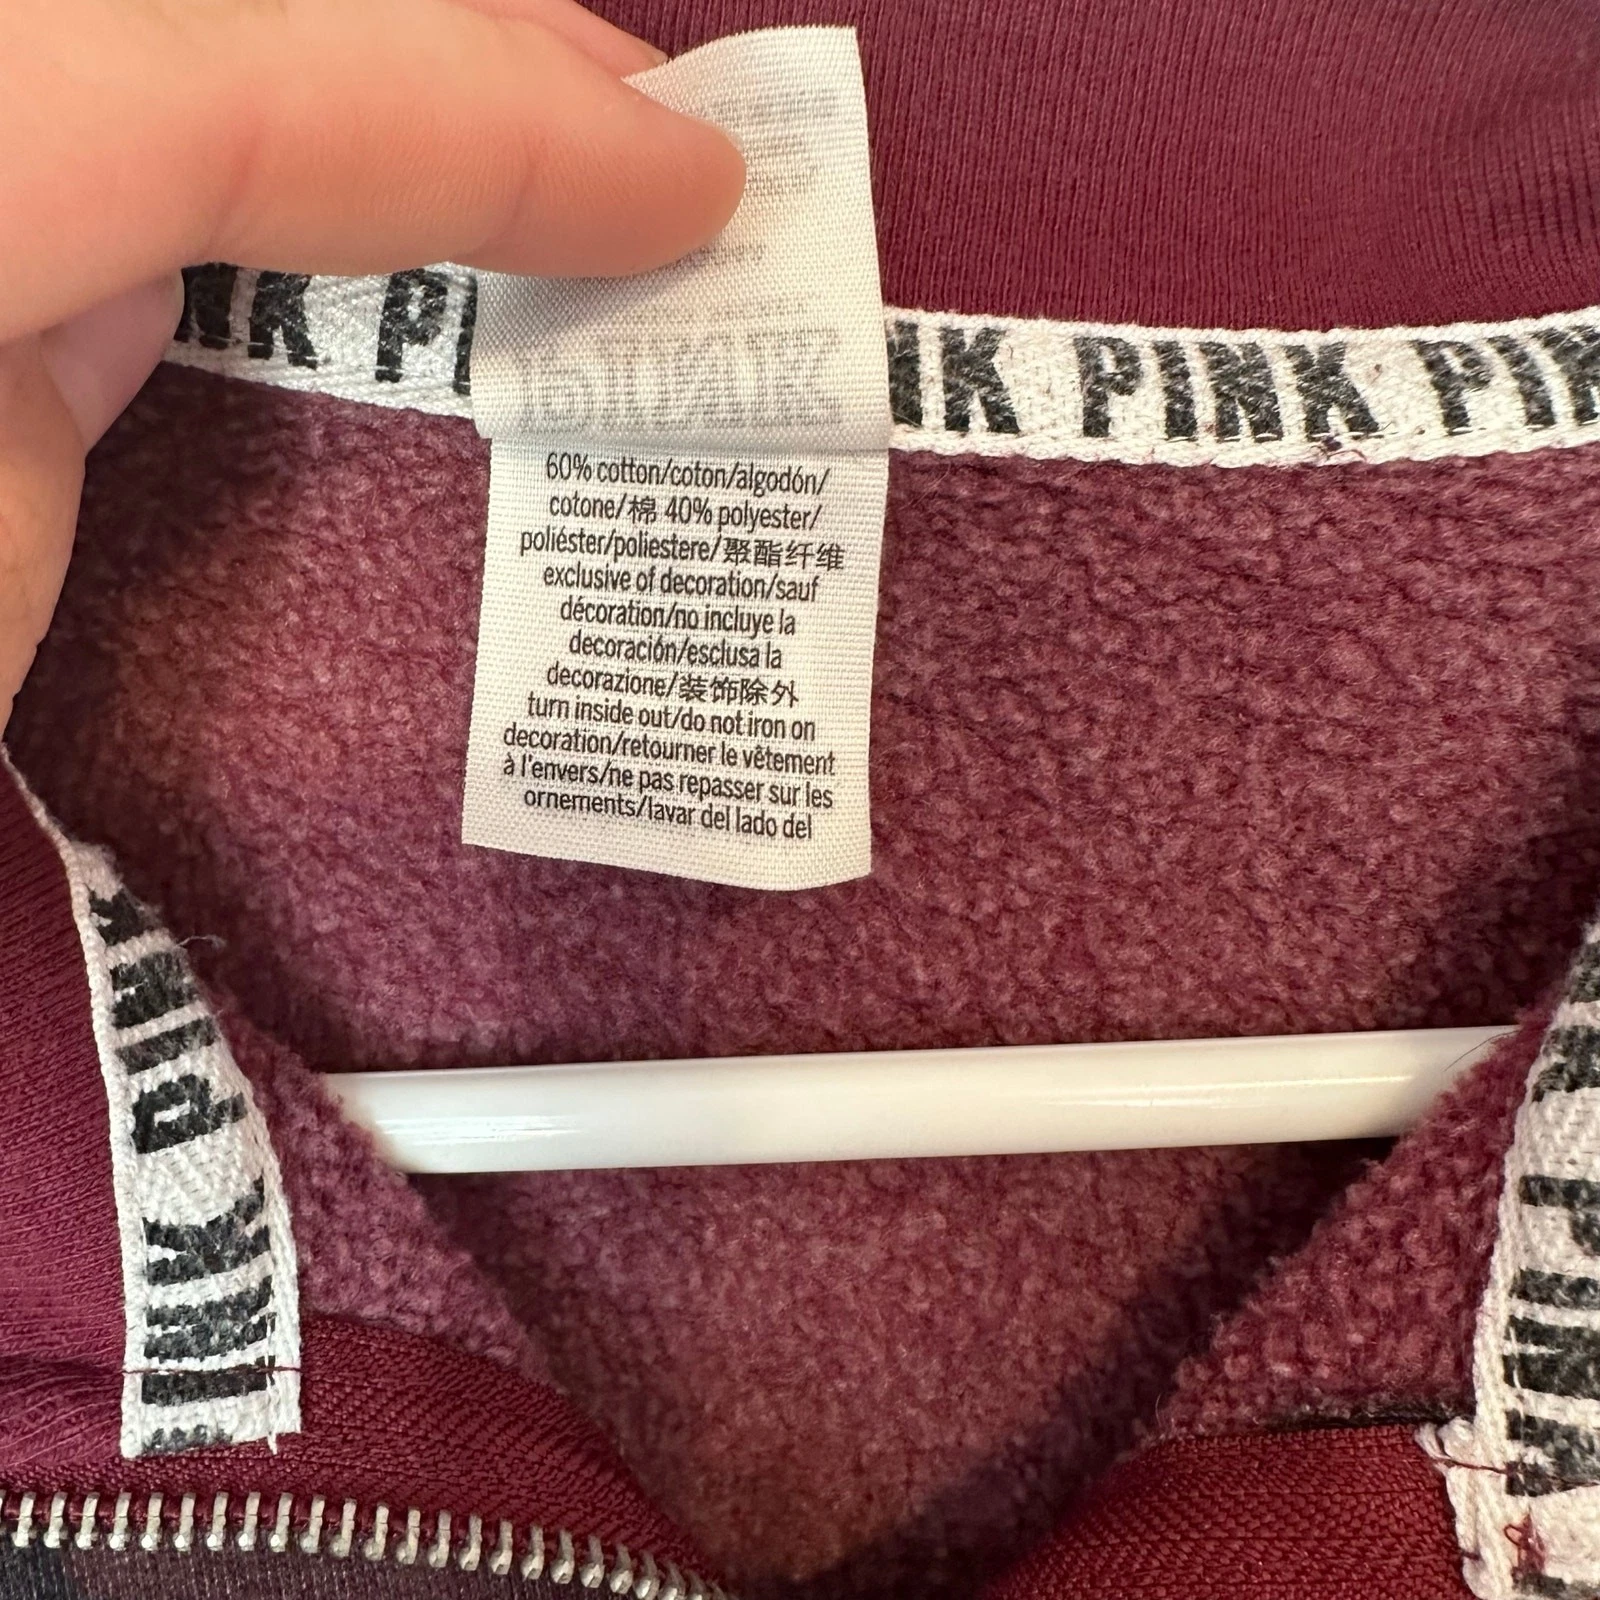 PINK PINK PIN
60% cotton/coton/algodón/
cotone/棉 40% polyester/
poliéster/poliestere/聚酯纤维
exclusive of decoration/sauf
décoration/no incluye la
decoración/esclusa la
decorazione/装饰除外
turn inside out/do not iron on
decoration/retourner le vêtement
à l'envers/ne pas repasser sur les
ornements/lavar del lado del
PINK
PINK